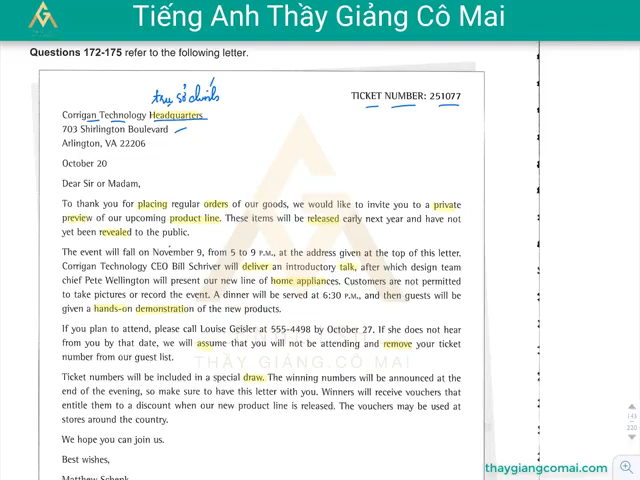 Tiếng Anh Thầy Giảng Cô Mai
Questions 172-175 refer to the following letter.
trụ sở chính
TICKET NUMBER: 251077
Corrigan Technology Headquarters
703 Shirlington Boulevard
Arlington, VA 22206
October 20
Dear Sir or Madam,
To thank you for placing regular orders of our goods, we would like to invite you to a private
preview of our upcoming product line. These items will be released early next year and have not
yet been revealed to the public.
The event will fall on November 9, from 5 to 9 P.M., at the address given at the top of this letter.
Corrigan Technology CEO Bill Schriver will deliver an introductory talk, after which design team
chief Pete Wellington will present our new line of home appliances. Customers are not permitted
to take pictures or record the event. A dinner will be served at 6:30 P.M., and then guests will be
given a hands-on demonstration of the new products.
If you plan to attend, please call Louise Geisler at 555-4498 by October 27. If she does not hear
from you by that date, we will assume that you will not be attending and remove your ticket
number from our guest list.
THẦY GIẢNG.CÔ MAI
Ticket numbers will be included in a special draw. The winning numbers will be announced at the
end of the evening, so make sure to have this letter with you. Winners will receive vouchers that
entitle them to a discount when our new product line is released. The vouchers may be used at
stores around the country.
We hope you can join us.
Best wishes,
Matthew Schenk
143
220
thaygiangcomai.com